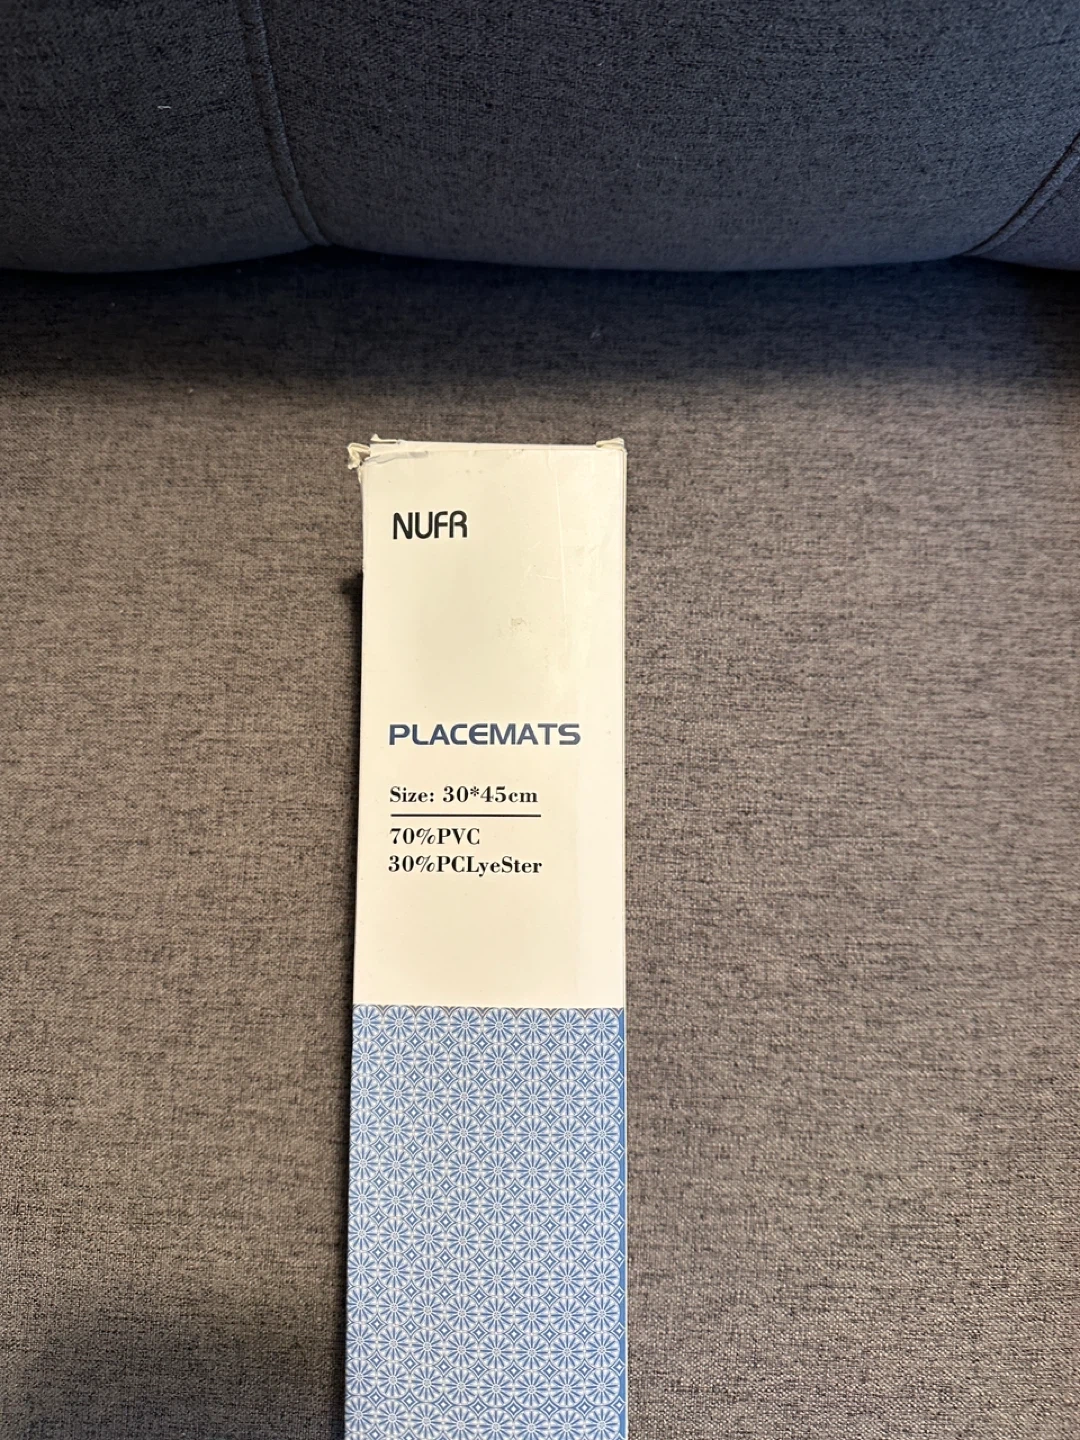 NUFR
PLACEMATS
Size: 30*45cm
70%PVC
30%PCLyeSter